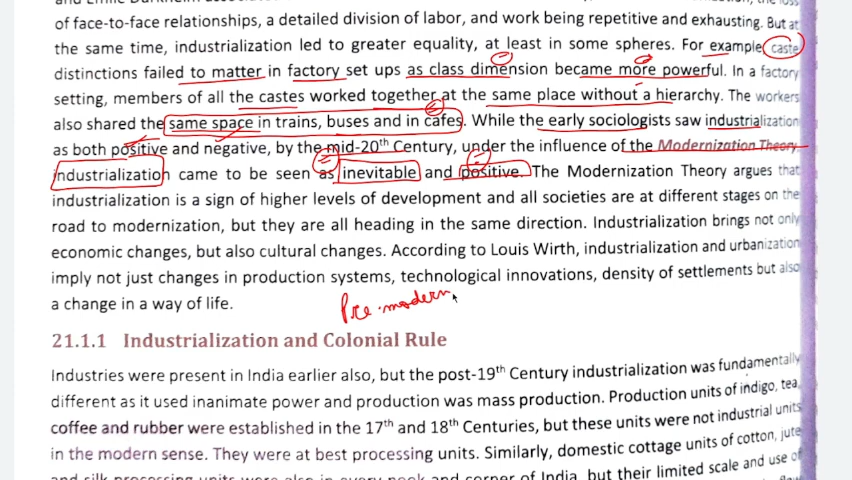 and Emile Durkheim
of face-to-face relationships, a detailed division of labor, and work being repetitive and exhausting. But at
the same time, industrialization led to greater equality, at least in some spheres. For example caste
distinctions failed to matter in factory set ups as class dimension became more powerful. In a factory
setting, members of all the castes worked together at the same place without a hierarchy. The workers
also shared the same space in trains, buses and in cafes. While the early sociologists saw industrialization
as both positive and negative, by the mid-20th Century, under the influence of the Modernization Theory
industrialization came to be seen as inevitable and positive. The Modernization Theory argues that
industrialization is a sign of higher levels of development and all societies are at different stages on the
road to modernization, but they are all heading in the same direction. Industrialization brings not only
economic changes, but also cultural changes. According to Louis Wirth, industrialization and urbanization
imply not just changes in production systems, technological innovations, density of settlements but also
a change in a way of life.
Pre-modern
21.1.1 Industrialization and Colonial Rule
Industries were present in India earlier also, but the post-19th Century industrialization was fundamentally
different as it used inanimate power and production was mass production. Production units of indigo, tea,
coffee and rubber were established in the 17th and 18th Centuries, but these units were not industrial units
in the modern sense. They were at best processing units. Similarly, domestic cottage units of cotton, jute
and silk processing units were also in every nook and corner of India, but their limited scale and use of